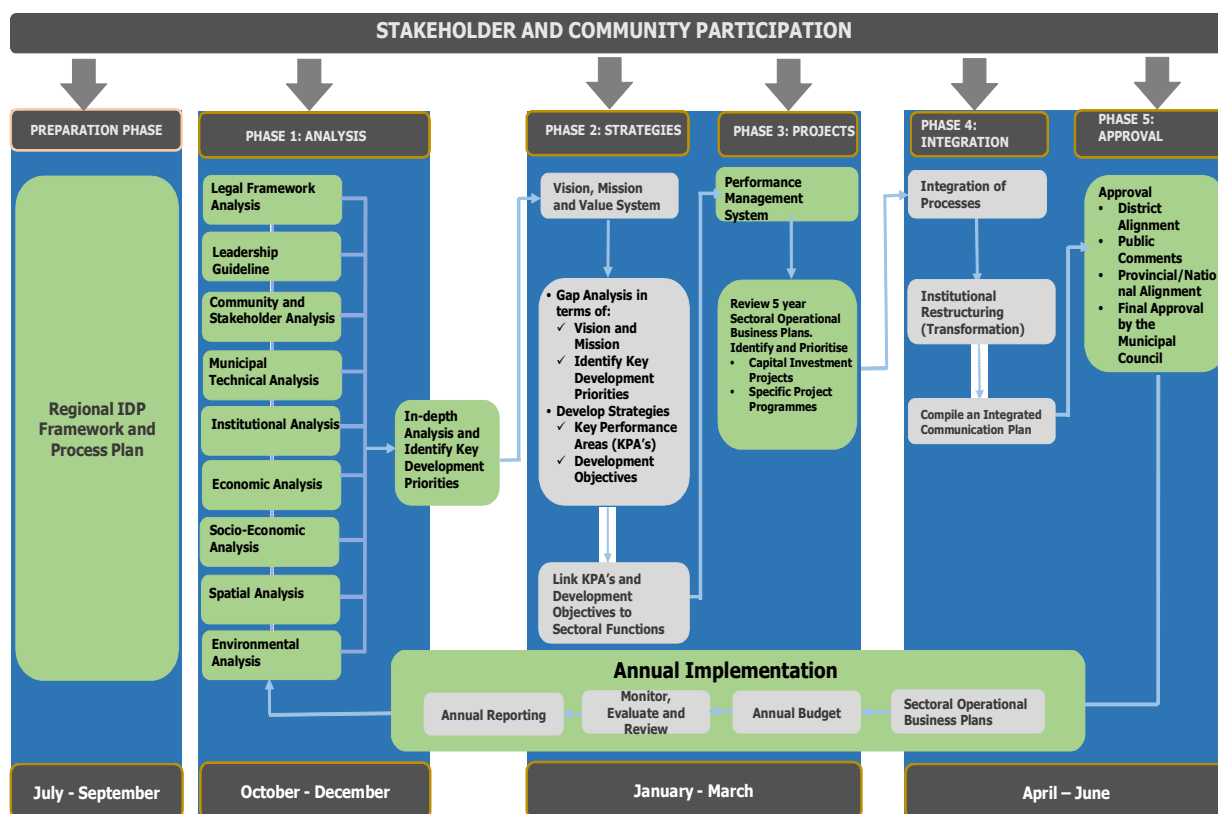 STAKEHOLDER AND COMMUNITY PARTICIPATION
PREPARATION PHASE
Regional IDP
Framework and
Process Plan
July - September
PHASE 1: ANALYSIS
Legal Framework
Analysis
Leadership
Guideline
Community and
Stakeholder Analysis
Municipal
Technical Analysis
Institutional Analysis
Economic Analysis
Socio-Economic
Analysis
Spatial Analysis
Environmental
Analysis
In-depth
Analysis and
Identify Key
Development
Priorities
October - December
PHASE 2: STRATEGIES
Vision, Mission
and Value System
• Gap Analysis in
terms of:
✓ Vision and
Mission
✓ Identify Key
Development
Priorities
• Develop Strategies
✓ Key Performance
Areas (KPA’s)
✓ Development
Objectives
Link KPA’s and
Development
Objectives to
Sectoral Functions
PHASE 3: PROJECTS
Performance
Management
System
Review 5 year
Sectoral Operational
Business Plans.
Identify and Prioritise
• Capital Investment
Projects
• Specific Project
Programmes
January - March
PHASE 4:
INTEGRATION
Integration of
Processes
Institutional
Restructuring
(Transformation)
Compile an Integrated
Communication Plan
PHASE 5:
APPROVAL
Approval
• District
Alignment
• Public
Comments
• Provincial/Natio
nal Alignment
• Final Approval
by the
Municipal
Council
April – June
Annual Implementation
Annual Reporting
Monitor,
Evaluate and
Review
Annual Budget
Sectoral Operational
Business Plans